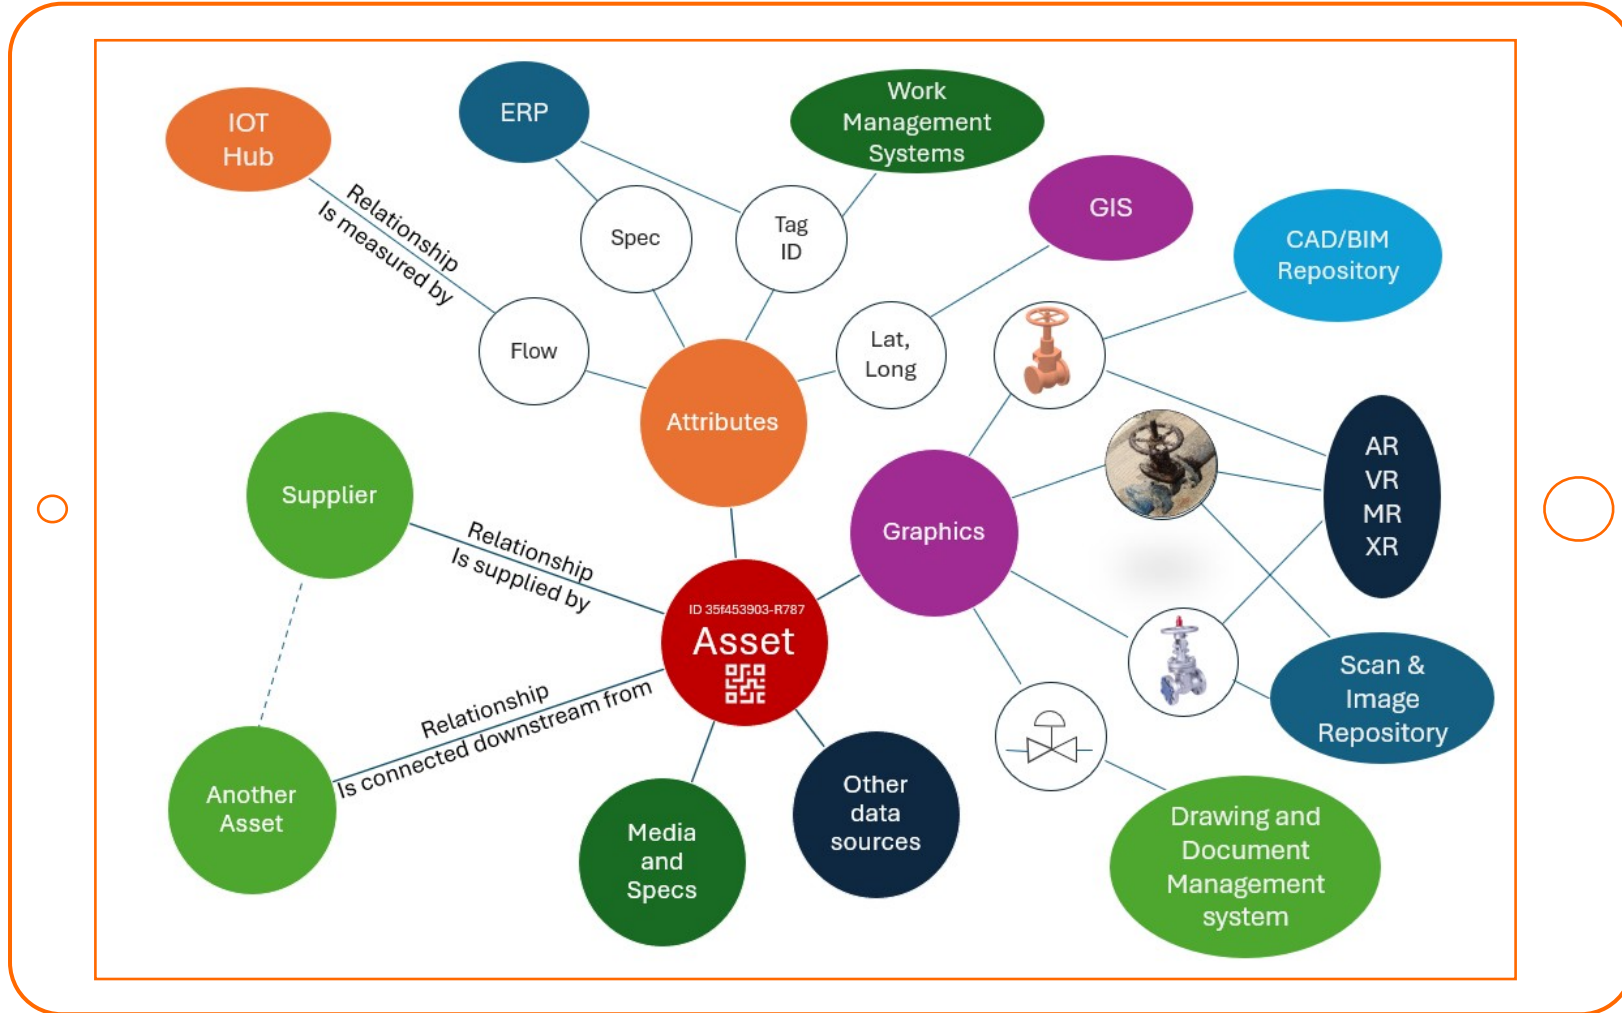 IOT
Hub
ERP
Work
Management
Systems
GIS
CAD/BIM
Repository
Relationship
Is measured by
Spec
Tag
ID
Flow
Lat,
Long
Attributes
AR
VR
MR
XR
Supplier
Graphics
Relationship
Is supplied by
ID 35f453903-R787
Asset
Relationship
Is connected downstream from
Scan &
Image
Repository
Another
Asset
Media
and
Specs
Other
data
sources
Drawing and
Document
Management
system